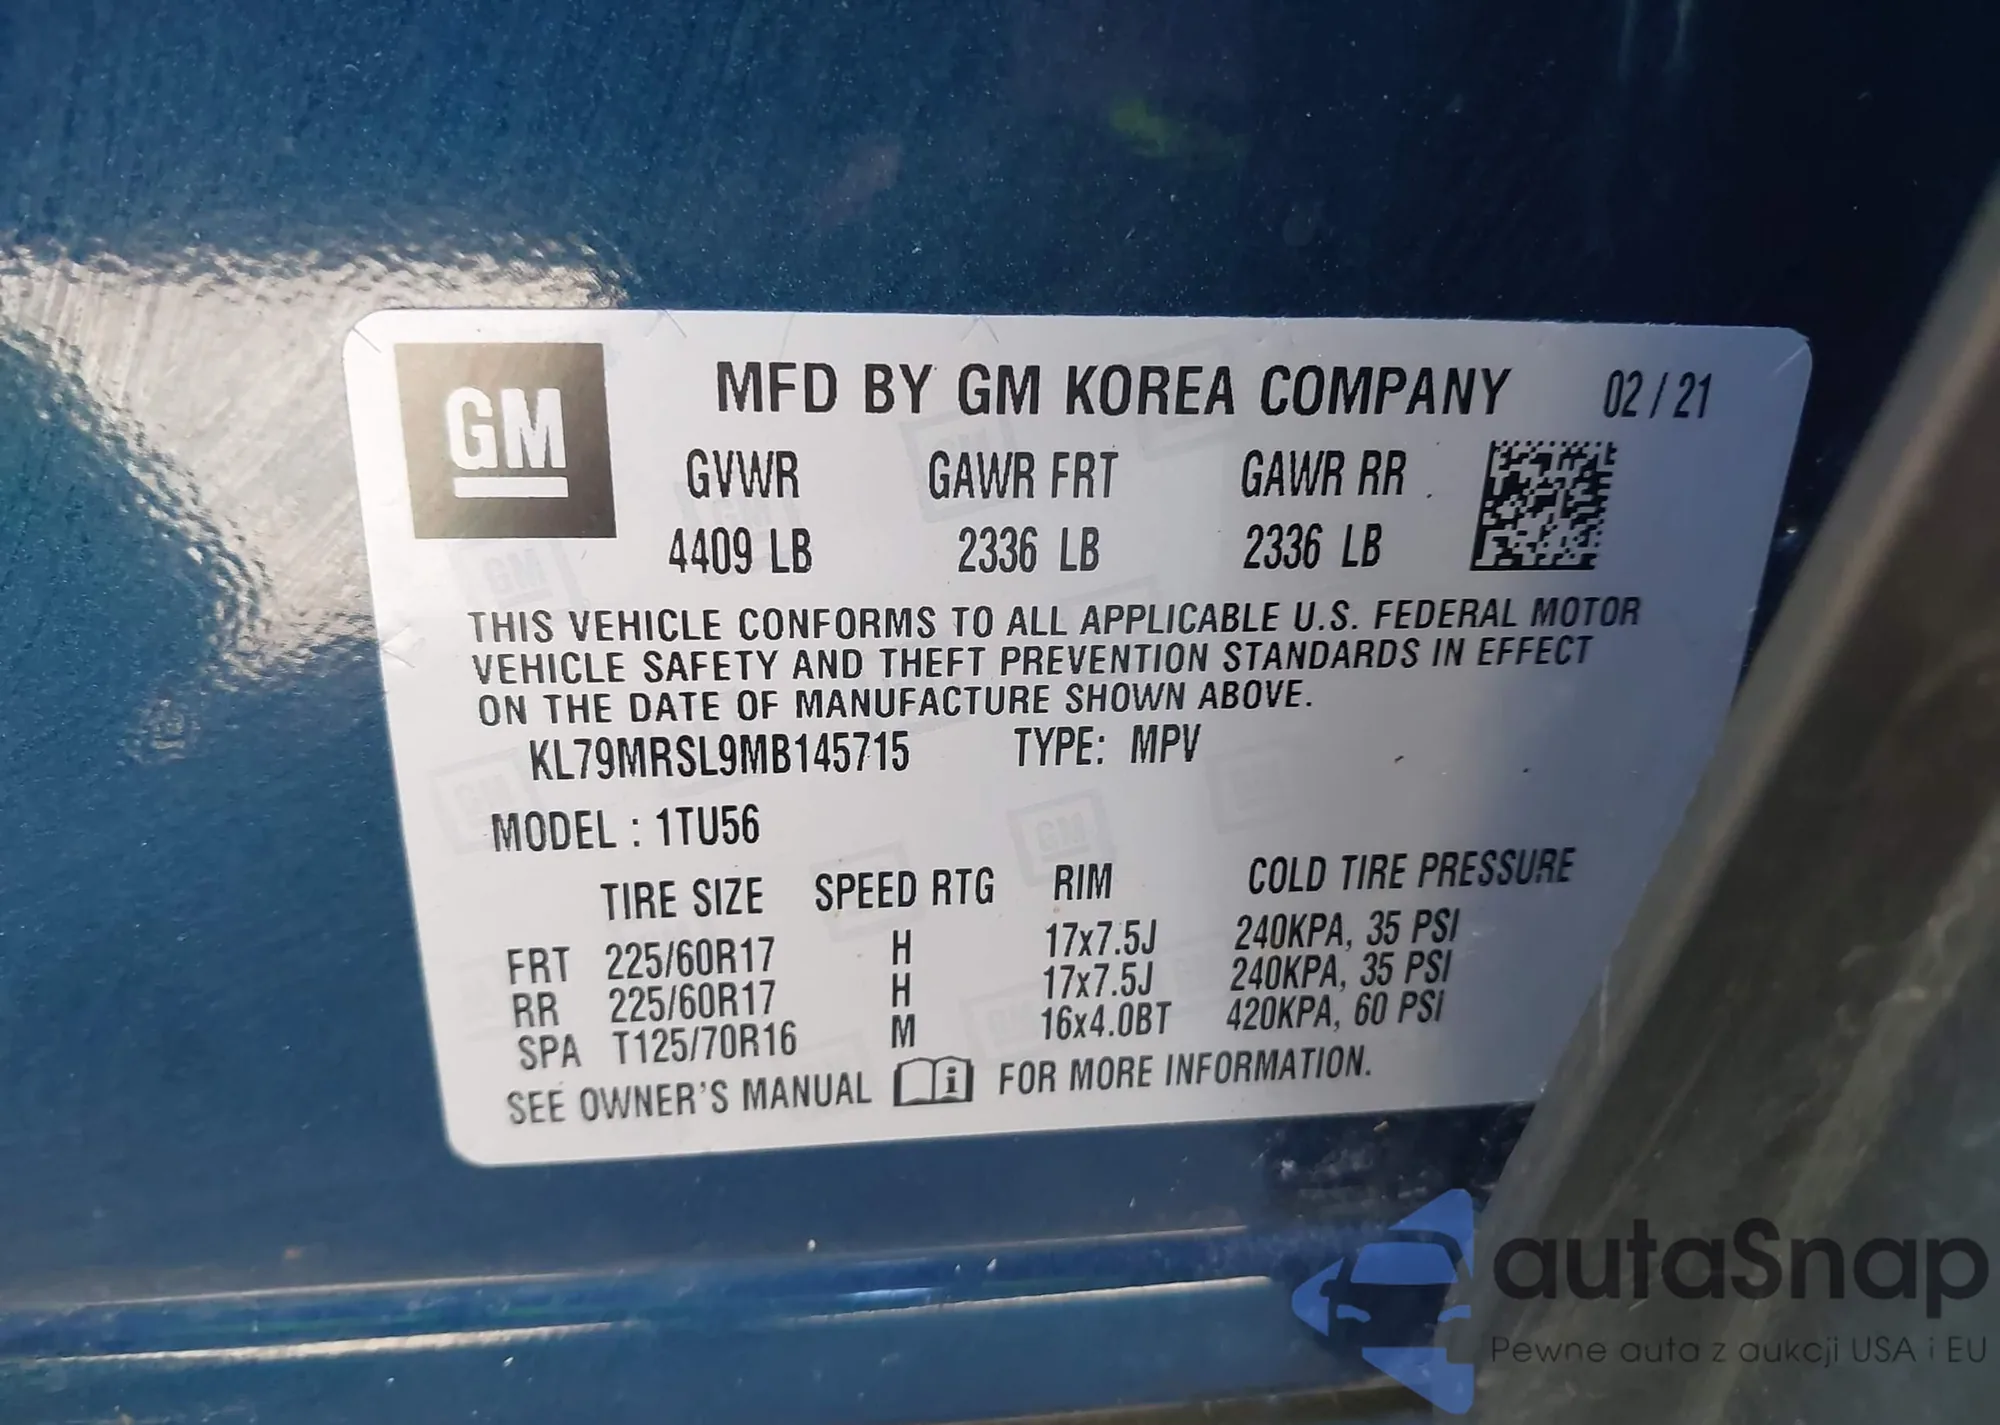 GM
MFD BY GM KOREA COMPANY 02/21
GVWR GAWR FRT GAWR RR
4409 LB 2336 LB 2336 LB
THIS VEHICLE CONFORMS TO ALL APPLICABLE U.S. FEDERAL MOTOR
VEHICLE SAFETY AND THEFT PREVENTION STANDARDS IN EFFECT
ON THE DATE OF MANUFACTURE SHOWN ABOVE.
KL79MRSL9MB145715 TYPE: MPV
MODEL : 1TU56
TIRE SIZE SPEED RTG RIM COLD TIRE PRESSURE
FRT 225/60R17 H 17x7.5J 240KPA, 35 PSI
RR 225/60R17 H 17x7.5J 240KPA, 35 PSI
SPA T125/70R16 M 16x4.0BT 420KPA, 60 PSI
SEE OWNER'S MANUAL i FOR MORE INFORMATION.
autaSnap
Pewne auta z aukcji USA i EU